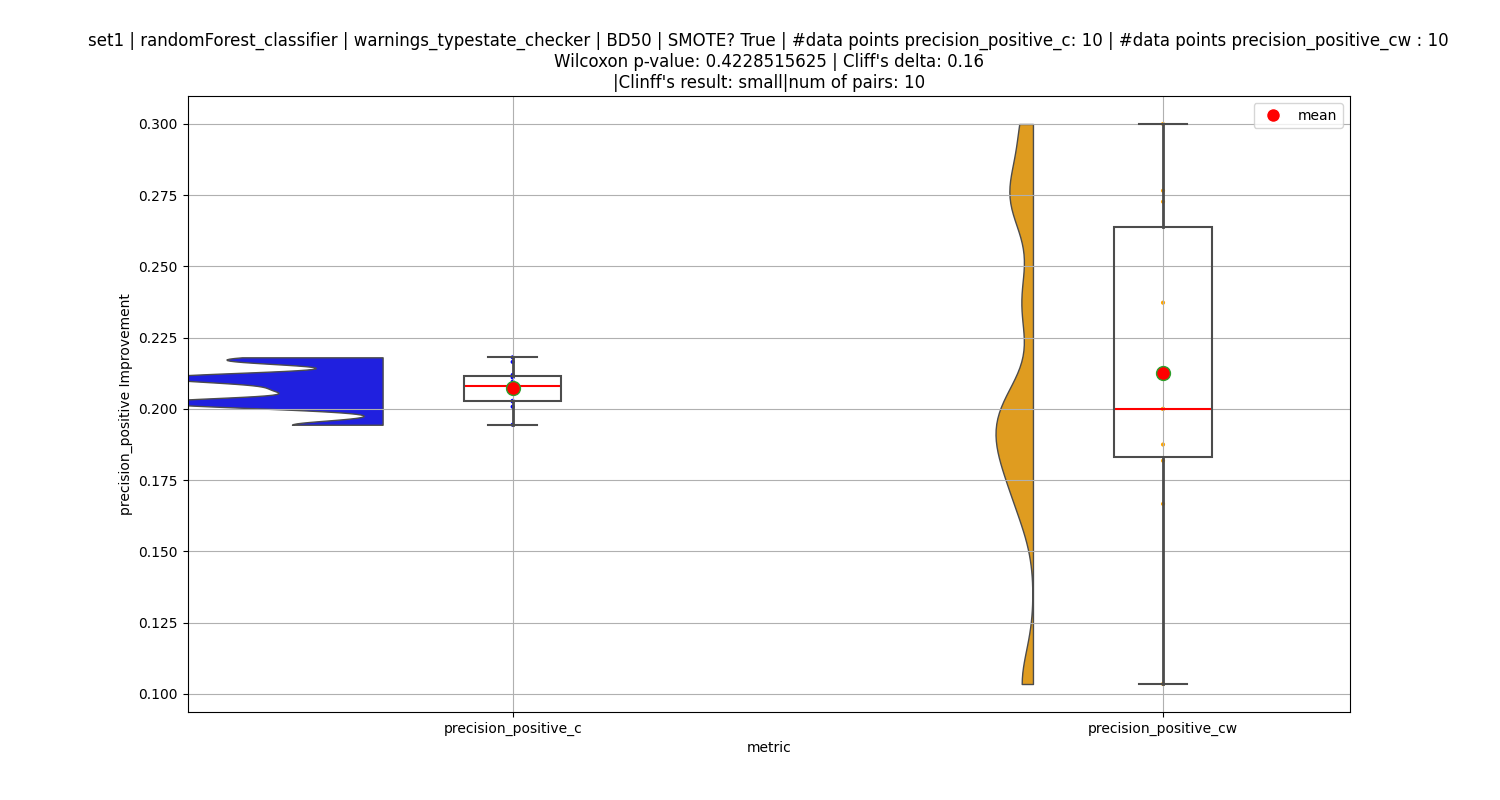 set1 | randomForest_classifier | warnings_typestate_checker | BD50 | SMOTE? True | #data points precision_positive_c: 10 | #data points precision_positive_cw : 10
Wilcoxon p-value: 0.4228515625 | Cliff's delta: 0.16
|Clinff's result: small|num of pairs: 10
mean
0.300
0.275
0.250
0.225
0.200
0.175
0.150
0.125
0.100
precision_positive Improvement
precision_positive_c
precision_positive_cw
metric